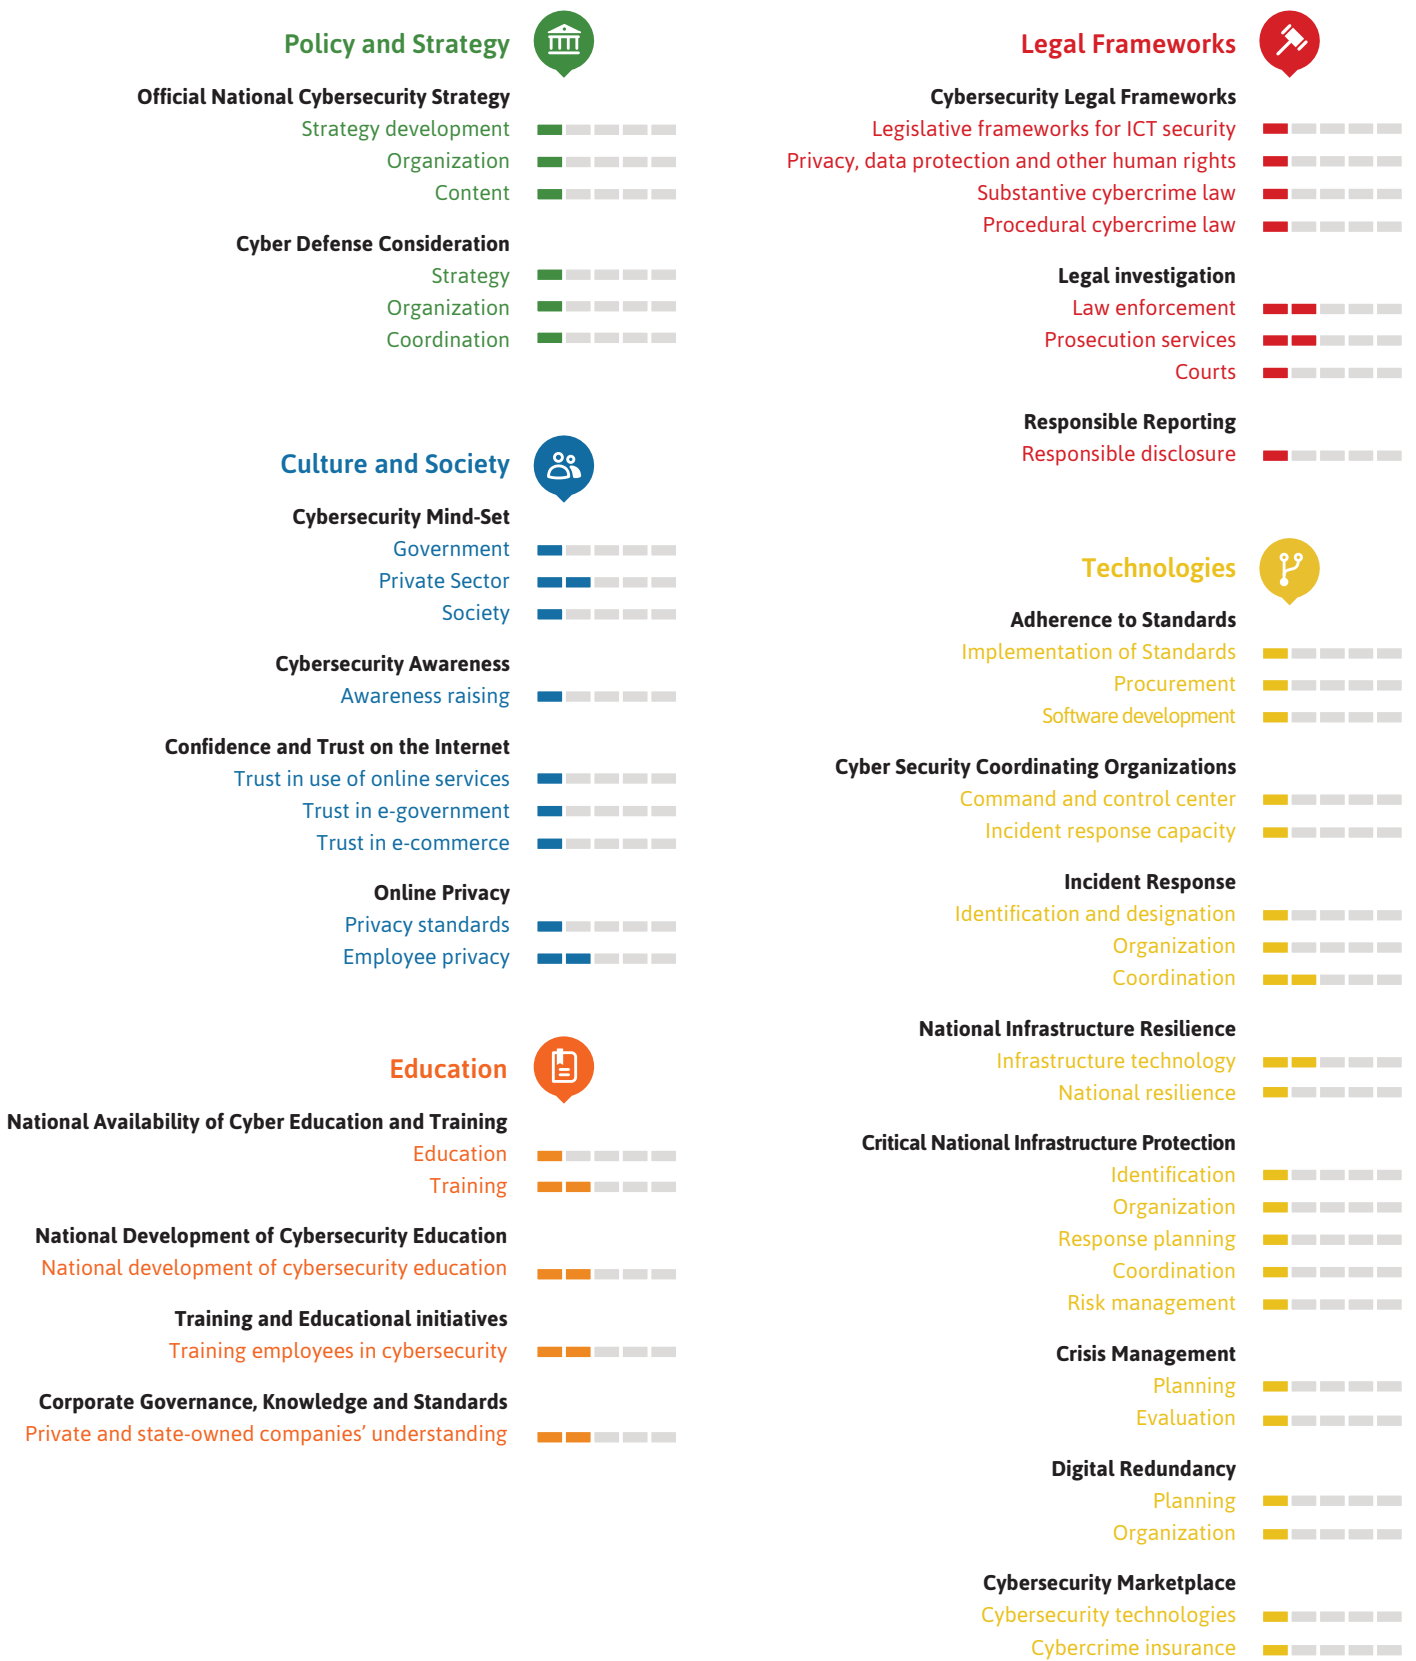 Policy and Strategy
Official National Cybersecurity Strategy
Strategy development
Organization
Content
Cyber Defense Consideration
Strategy
Organization
Coordination
Culture and Society
Cybersecurity Mind-Set
Government
Private Sector
Society
Cybersecurity Awareness
Awareness raising
Confidence and Trust on the Internet
Trust in use of online services
Trust in e-government
Trust in e-commerce
Online Privacy
Privacy standards
Employee privacy
Education
National Availability of Cyber Education and Training
Education
Training
National Development of Cybersecurity Education
National development of cybersecurity education
Training and Educational initiatives
Training employees in cybersecurity
Corporate Governance, Knowledge and Standards
Private and state-owned companies’ understanding
Legal Frameworks
Cybersecurity Legal Frameworks
Legislative frameworks for ICT security
Privacy, data protection and other human rights
Substantive cybercrime law
Procedural cybercrime law
Legal investigation
Law enforcement
Prosecution services
Courts
Responsible Reporting
Responsible disclosure
Technologies
Adherence to Standards
Implementation of Standards
Procurement
Software development
Cyber Security Coordinating Organizations
Command and control center
Incident response capacity
Incident Response
Identification and designation
Organization
Coordination
National Infrastructure Resilience
Infrastructure technology
National resilience
Critical National Infrastructure Protection
Identification
Organization
Response planning
Coordination
Risk management
Crisis Management
Planning
Evaluation
Digital Redundancy
Planning
Organization
Cybersecurity Marketplace
Cybersecurity technologies
Cybercrime insurance